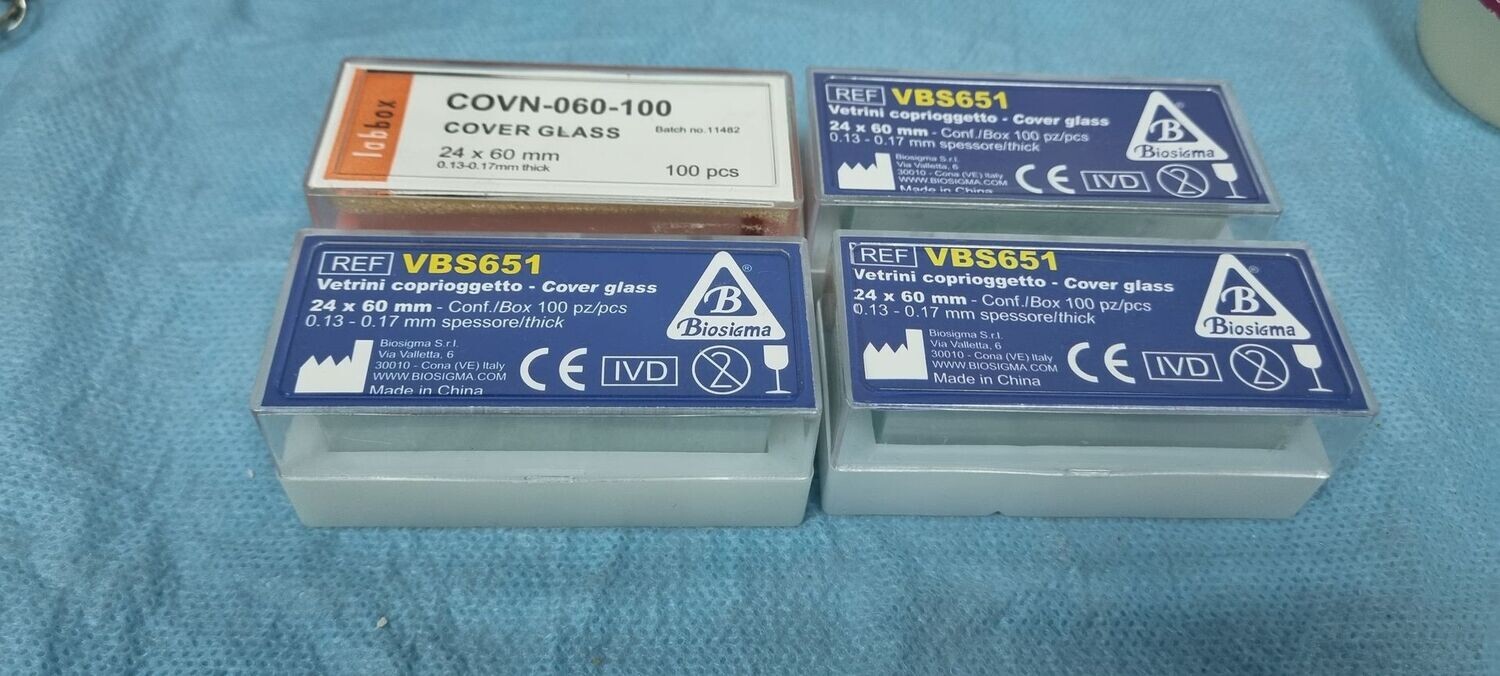 labbox
COVN-060-100
COVER GLASS
Batch no.11482
24 x 60 mm
0.13-0.17mm thick
100 pcs
REF VBS651
Vetrini coprioggetto - Cover glass
24 x 60 mm - Conf./Box 100 pz/pcs
0.13 - 0.17 mm spessore/thick
Biosigma S.r.l.
Via Valletta, 6
30010 - Cona (VE) Italy
WWW.BIOSIGMA.COM
Made in China
CE IVD 2
B
Biosigma
REF VBS651
Vetrini coprioggetto - Cover glass
24 x 60 mm - Conf./Box 100 pz/pcs
0.13 - 0.17 mm spessore/thick
Biosigma S.r.l.
Via Valletta, 6
30010 - Cona (VE) Italy
WWW.BIOSIGMA.COM
Made in China
CE IVD 2
B ®
Biosigma
REF VBS651
Vetrini coprioggetto - Cover glass
24 x 60 mm - Conf./Box 100 pz/pcs
0.13 - 0.17 mm spessore/thick
Biosigma S.r.l.
Via Valletta, 6
30010 - Cona (VE) Italy
WWW.BIOSIGMA.COM
Made in China
CE IVD 2
B
Biosigma